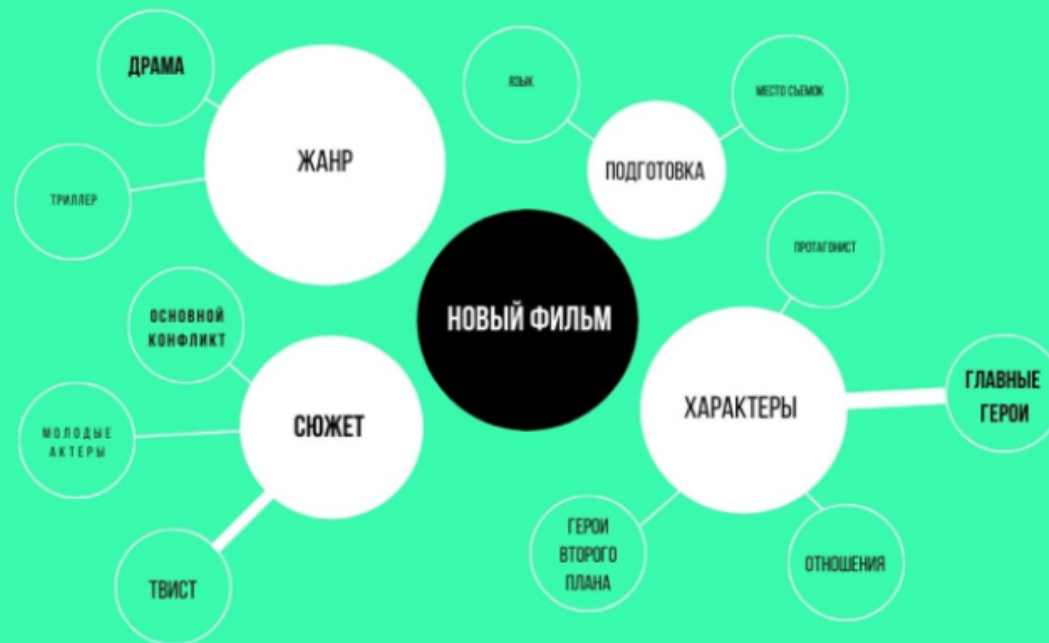 ДРАМА
ЖАНР
ТРИЛЛЕР
ЯЗЫК
МЕСТО СЪЕМОК
ПОДГОТОВКА
НОВЫЙ ФИЛЬМ
ОСНОВНОЙ
КОНФЛИКТ
СЮЖЕТ
МОЛОДЫЕ
АКТЕРЫ
ТВИСТ
ПРОТАГОНИСТ
ХАРАКТЕРЫ
ГЛАВНЫЕ
ГЕРОИ
ГЕРОИ
ВТОРОГО
ПЛАНА
ОТНОШЕНИЯ